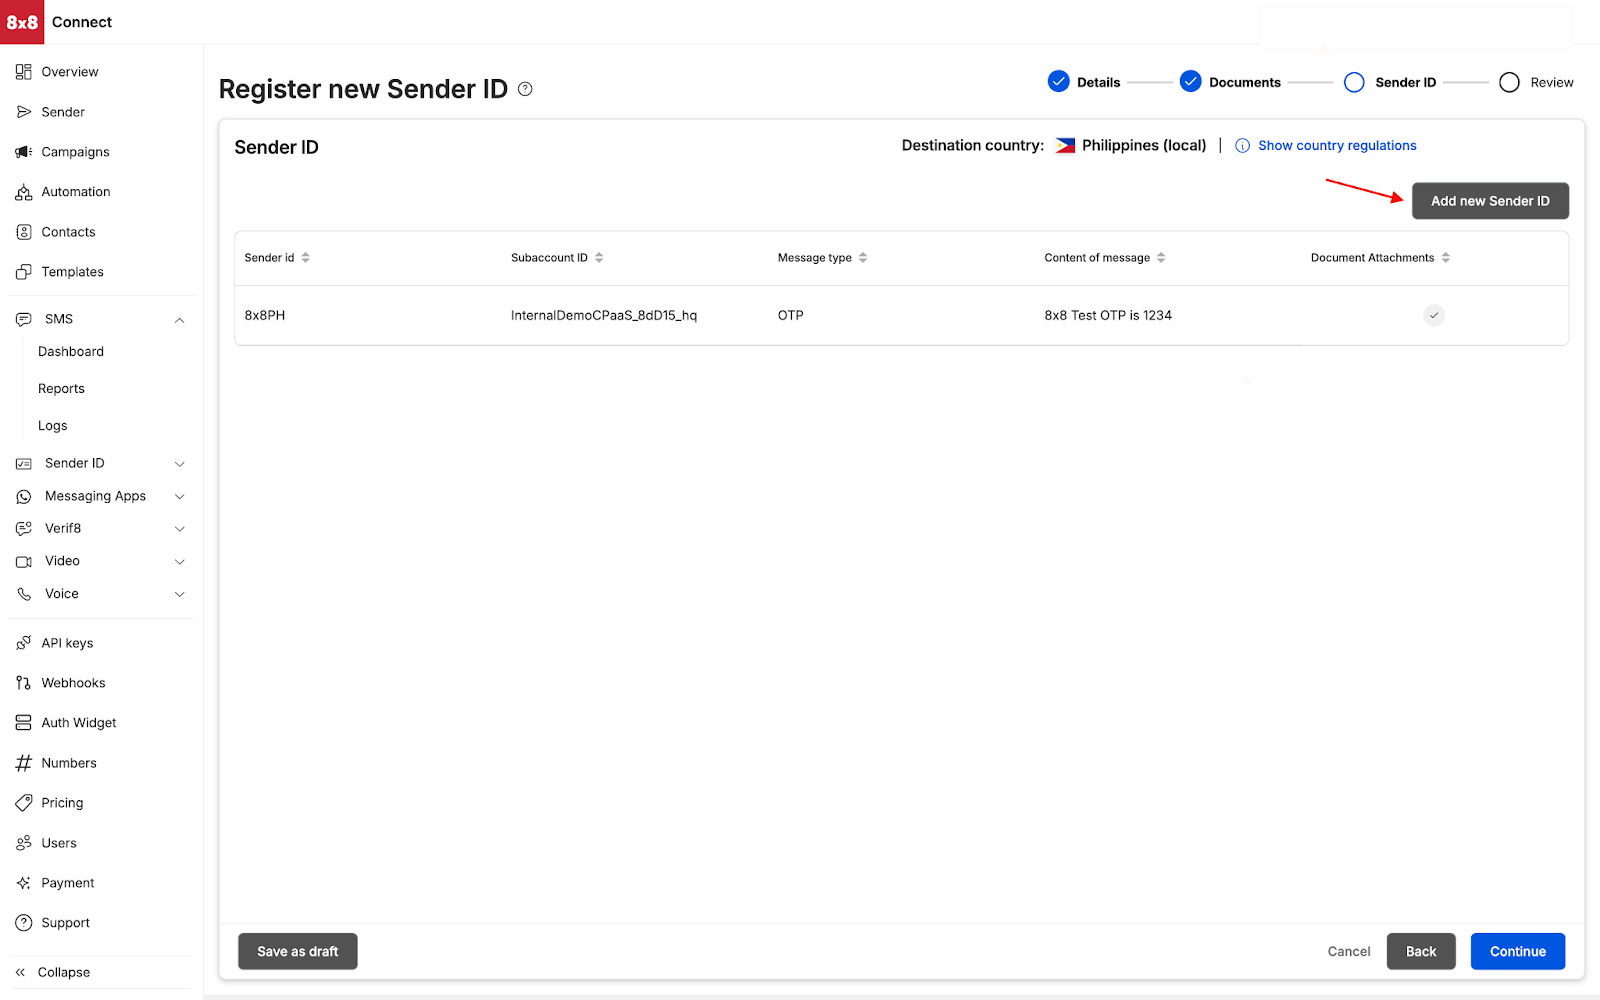 8x8 Connect
Overview
Sender
Campaigns
Automation
Contacts
Templates
SMS
Dashboard
Reports
Logs
Sender ID
Messaging Apps
Verif8
Video
Voice
API keys
Webhooks
Auth Widget
Numbers
Pricing
Users
Payment
Support
Collapse
Register new Sender ID
Details Documents Sender ID Review
Sender ID
Destination country: Philippines (local) | Show country regulations
Add new Sender ID
Sender id Subaccount ID Message type Content of message Document Attachments
8x8PH InternalDemoCPaaS_8dD15_hq OTP 8x8 Test OTP is 1234
Save as draft Cancel Back Continue